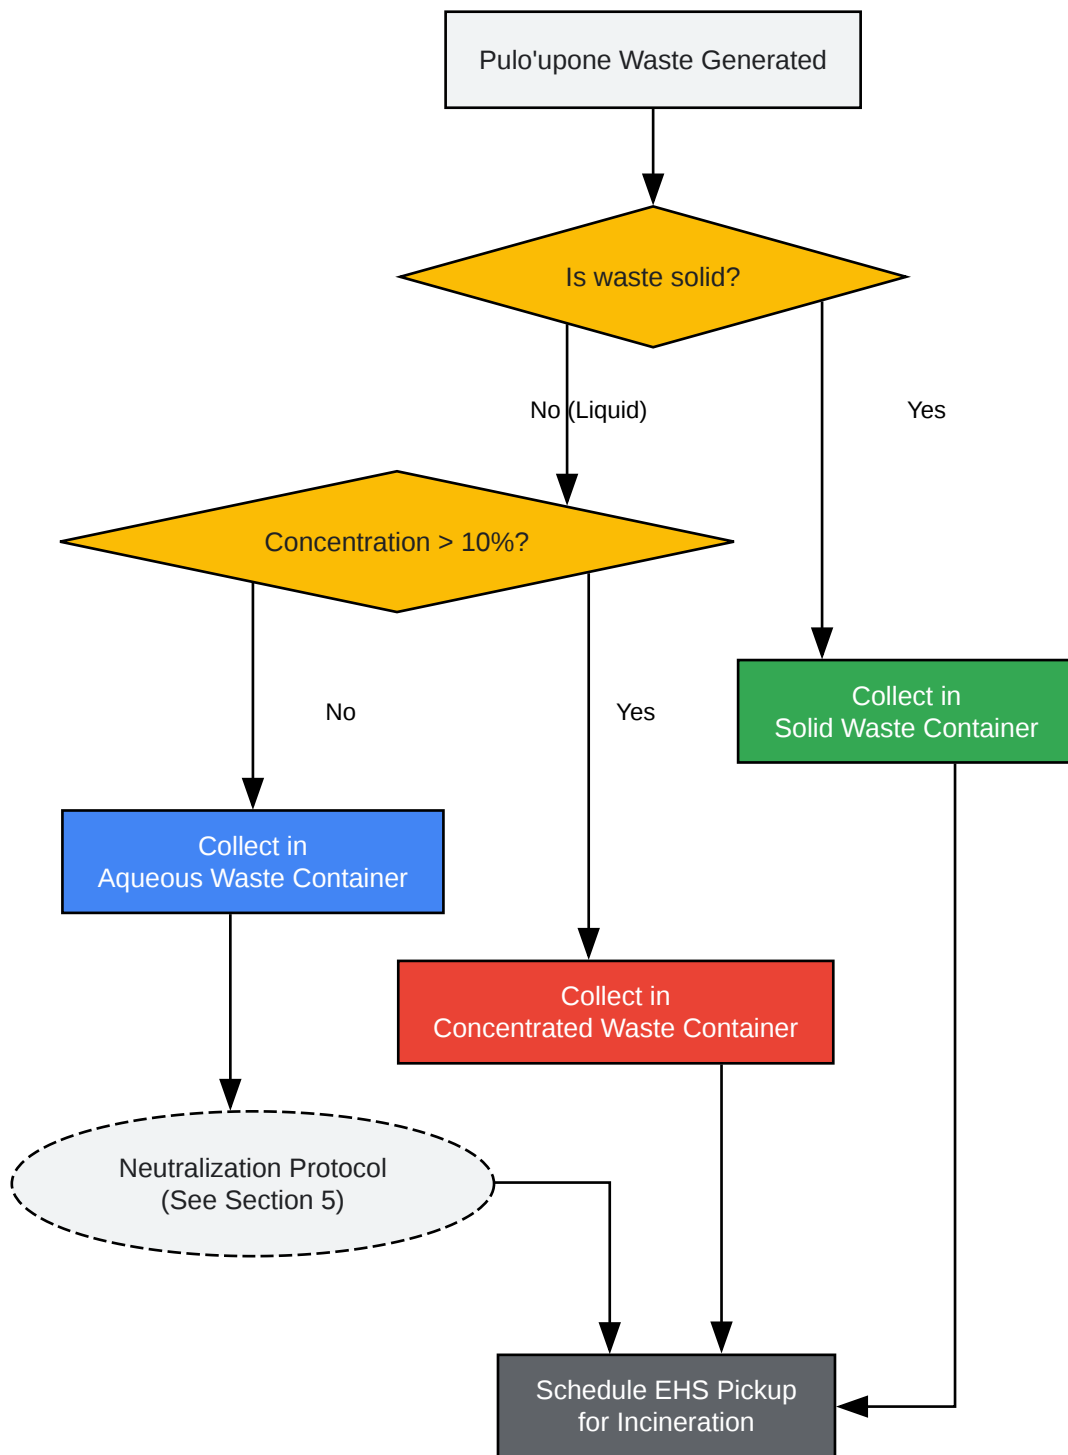 Pulo'upone Waste Generated
Is waste solid?
No (Liquid)
Yes
Concentration > 10%?
No
Yes
Collect in
Solid Waste Container
Collect in
Aqueous Waste Container
Collect in
Concentrated Waste Container
Neutralization Protocol
(See Section 5)
Schedule EHS Pickup
for Incineration